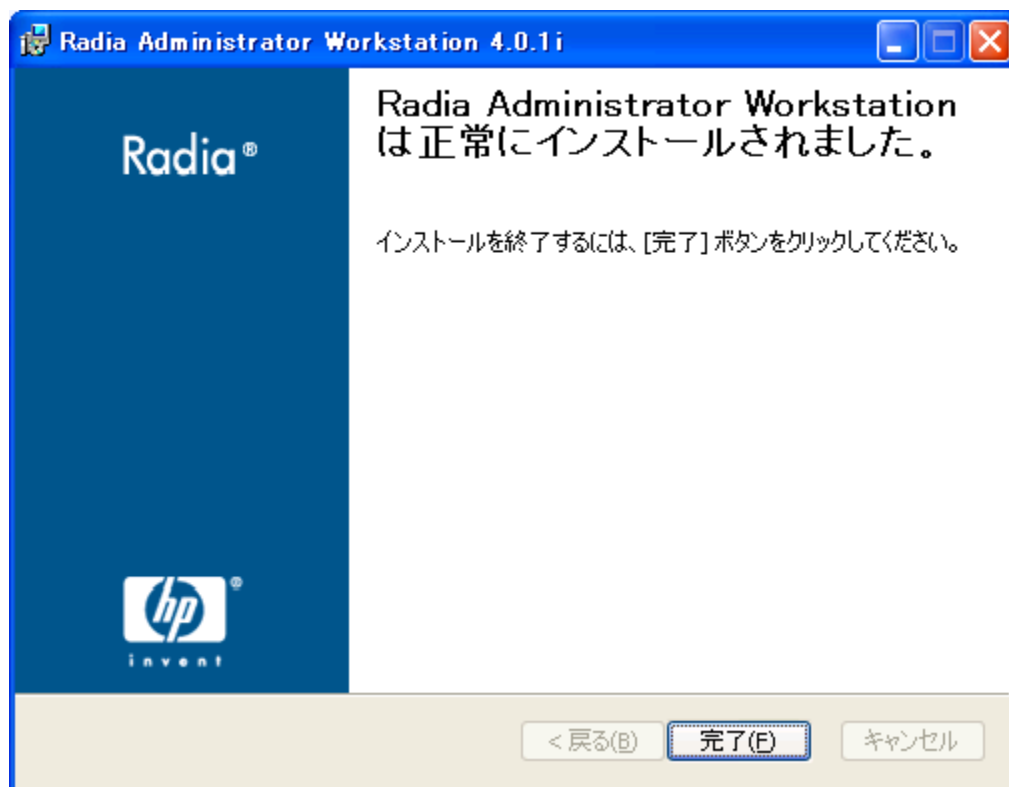 Radia Administrator Workstation 4.0.1i
Radia®
Radia Administrator Workstation
は正常にインストールされました。
インストールを終了するには、[完了] ボタンをクリックしてください。
hp®
invent
< 戻る(B)
完了(F)
キャンセル